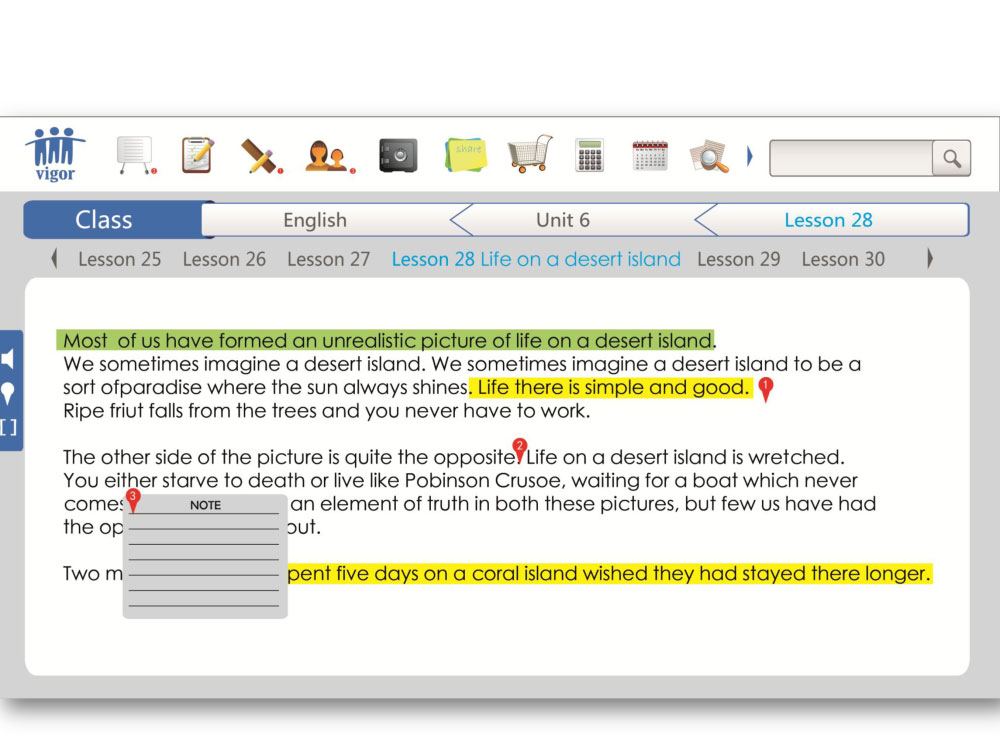 vigor
share
Class
English
Unit 6
Lesson 28
Lesson 25
Lesson 26
Lesson 27
Lesson 28 Life on a desert island
Lesson 29
Lesson 30
Most of us have formed an unrealistic picture of life on a desert island.
We sometimes imagine a desert island. We sometimes imagine a desert island to be a
sort ofparadise where the sun always shines. Life there is simple and good. 1
Ripe friut falls from the trees and you never have to work.
The other side of the picture is quite the opposite. 2 Life on a desert island is wretched.
You either starve to death or live like Pobinson Crusoe, waiting for a boat which never
comes 3 NOTE an element of truth in both these pictures, but few us have had
the op out.
Two m pent five days on a coral island wished they had stayed there longer.